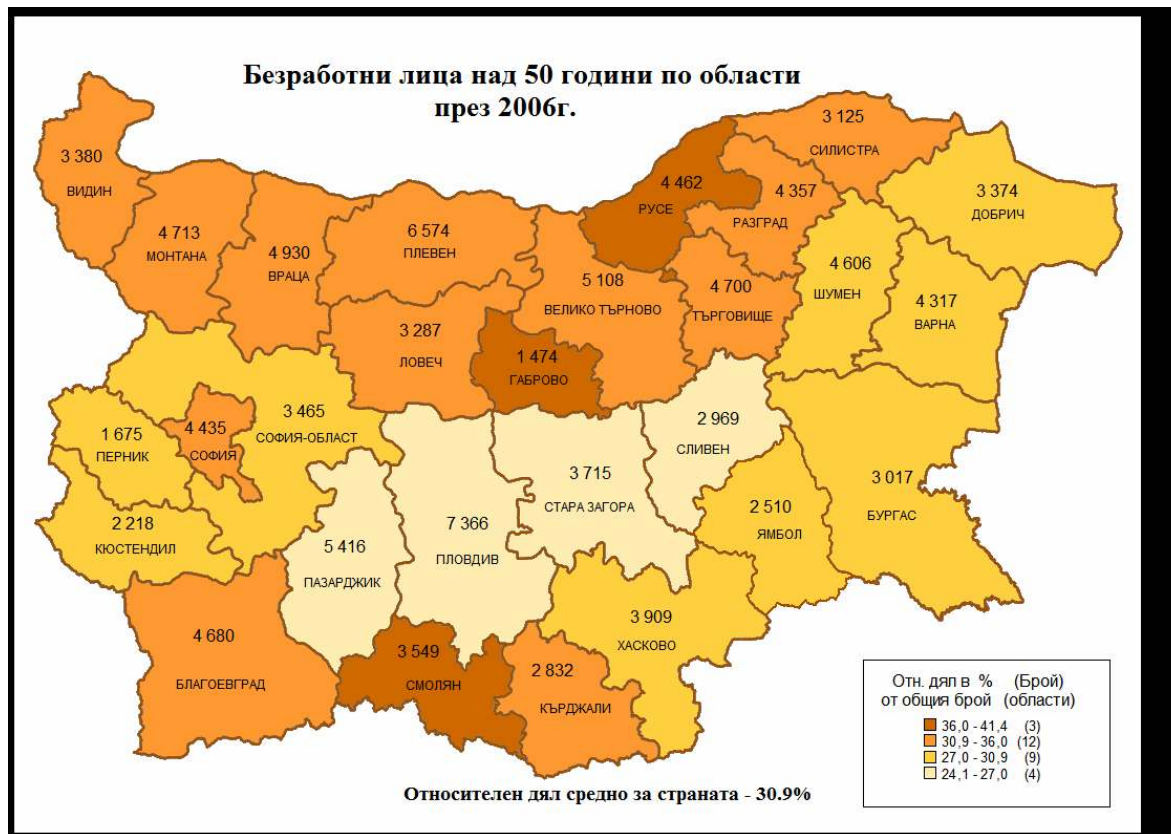 Безработни лица над 50 години по области
през 2006г.
3 380
ВИДИН
4 713
МОНТАНА
4 930
ВРАЦА
6 574
ПЛЕВЕН
3 287
ЛОВЕЧ
5 108
ВЕЛИКО ТЪРНОВО
1 474
ГАБРОВО
4 462
РУСЕ
4 357
РАЗГРАД
3 125
СИЛИСТРА
3 374
ДОБРИЧ
4 700
ТЪРГОВИЩЕ
4 606
ШУМЕН
4 317
ВАРНА
3 465
СОФИЯ-ОБЛАСТ
4 435
СОФИЯ
1 675
ПЕРНИК
2 218
КЮСТЕНДИЛ
5 416
ПАЗАРДЖИК
7 366
ПЛОВДИВ
3 715
СТАРА ЗАГОРА
2 969
СЛИВЕН
2 510
ЯМБОЛ
3 017
БУРГАС
4 680
БЛАГОЕВГРАД
3 549
СМОЛЯН
2 832
КЪРДЖАЛИ
3 909
ХАСКОВО
Отн. дял в % (Брой)
от общия брой (области)
36,0 - 41,4 (3)
30,9 - 36,0 (12)
27,0 - 30,9 (9)
24,1 - 27,0 (4)
Относителен дял средно за страната - 30.9%